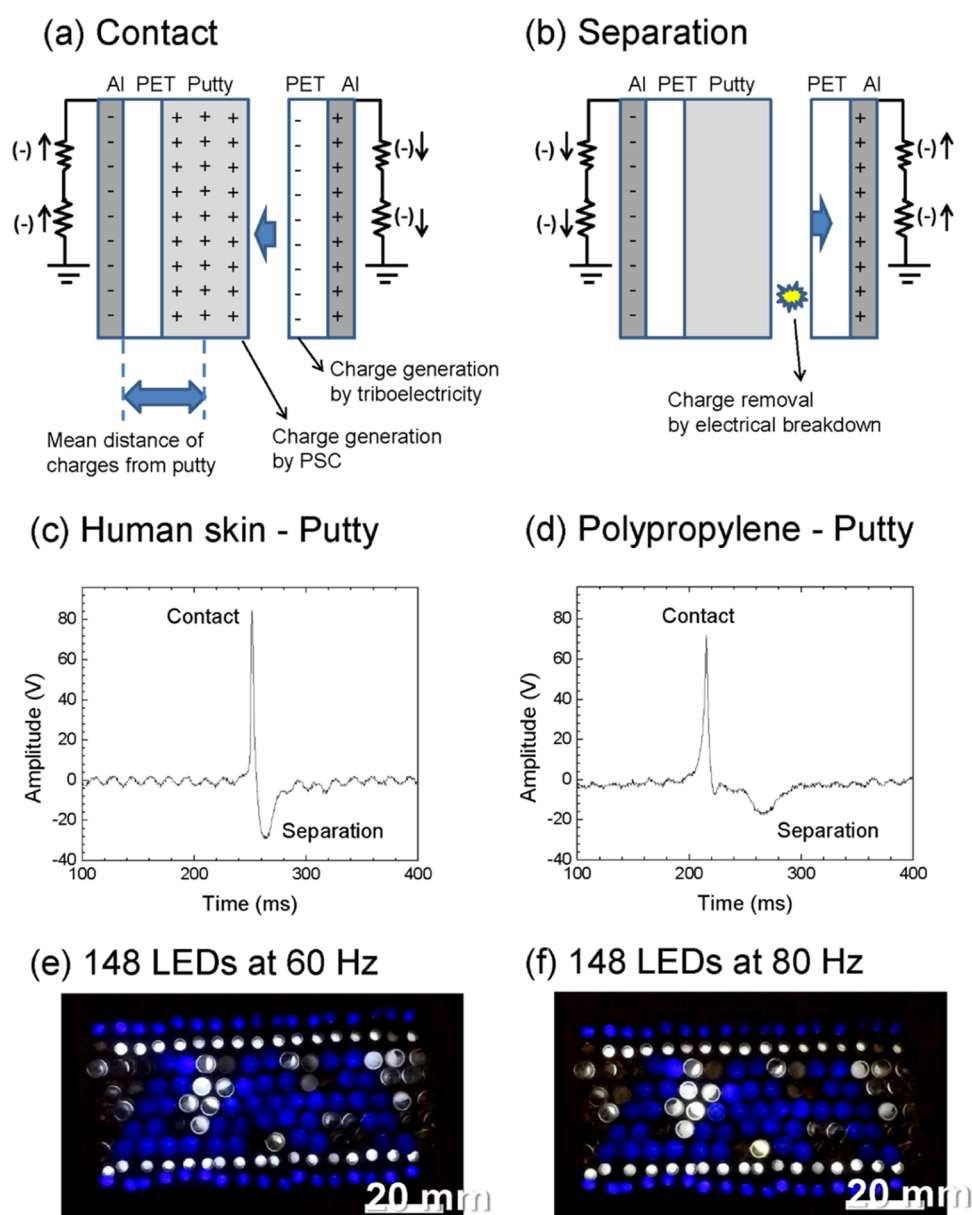 (a) Contact
(b) Separation
Al PET Putty PET Al
Al PET Putty PET Al
(-)
(-)
(-)
(-)
(-)
(-)
(-)
(-)
- + + + - +
- + + + - +
- + + + - +
- + + + - +
- + + + - +
- + + + - +
- + + + - +
- + + + - +
- + + + - +
- +
- +
- +
- +
- +
- +
- +
- +
- +
Charge generation
by triboelectricity
Mean distance of
charges from putty
Charge generation
by PSC
Charge removal
by electrical breakdown
(c) Human skin - Putty
(d) Polypropylene - Putty
Amplitude (V)
80
60
40
20
0
-20
-40
Contact
Separation
100 200 300 400
Time (ms)
Amplitude (V)
80
60
40
20
0
-20
-40
Contact
Separation
100 200 300 400
Time (ms)
(e) 148 LEDs at 60 Hz
(f) 148 LEDs at 80 Hz
20 mm
20 mm